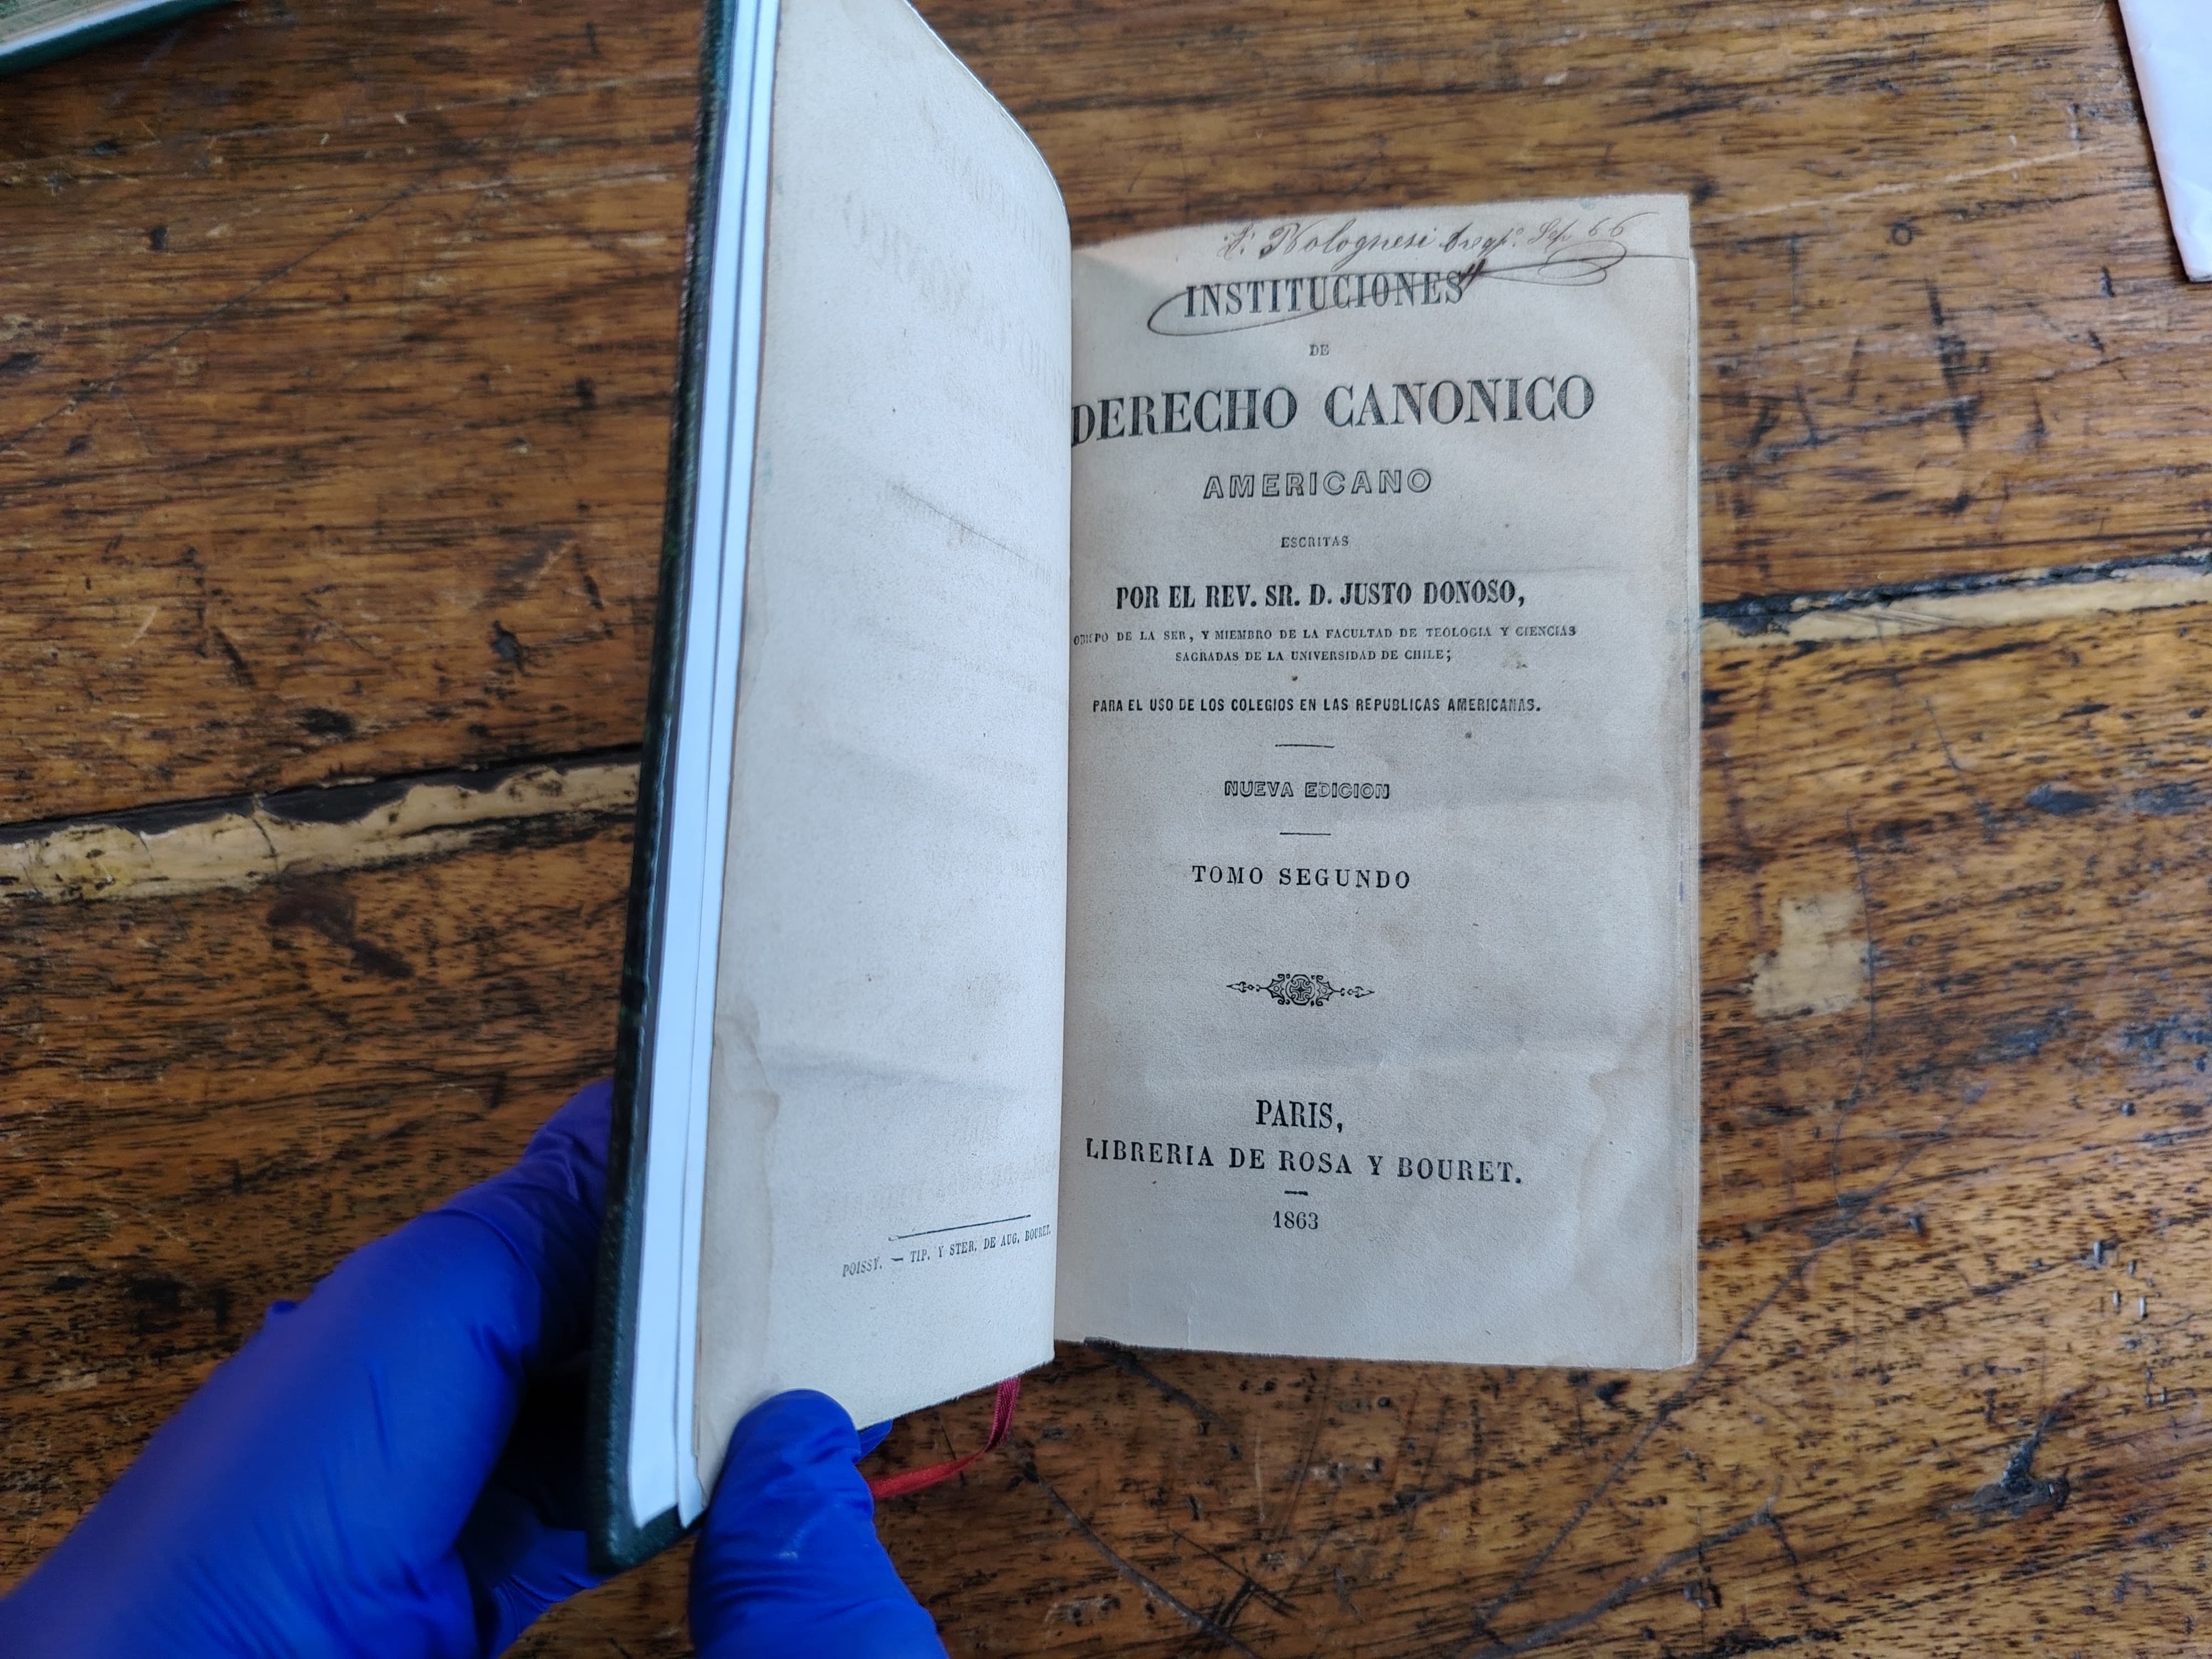 POISSY. — TIP. Y STER. DE AUG. BOURET.
Bolognesi
INSTITUCIONES
DE
DERECHO CANONICO
AMERICANO
ESCRITAS
POR EL REV. SR. D. JUSTO DONOSO,
OBISPO DE LA SER, Y MIEMBRO DE LA FACULTAD DE TEOLOGIA Y CIENCIAS
SAGRADAS DE LA UNIVERSIDAD DE CHILE;
PARA EL USO DE LOS COLEGIOS EN LAS REPUBLICAS AMERICANAS.
NUEVA EDICION
TOMO SEGUNDO
PARIS,
LIBRERIA DE ROSA Y BOURET.
1863